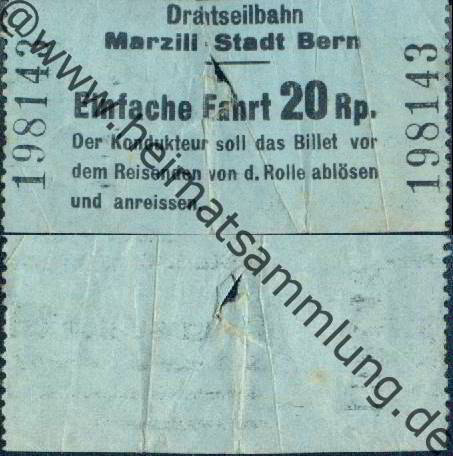 Drahtseilbahn
Marzili Stadt Bern
Einfache Fahrt 20 Rp.
Der Kondukteur soll das Billet vor
dem Reisenden von d. Rolle ablösen
und anreissen.
198143
198143
@www.heimatsammlung.de